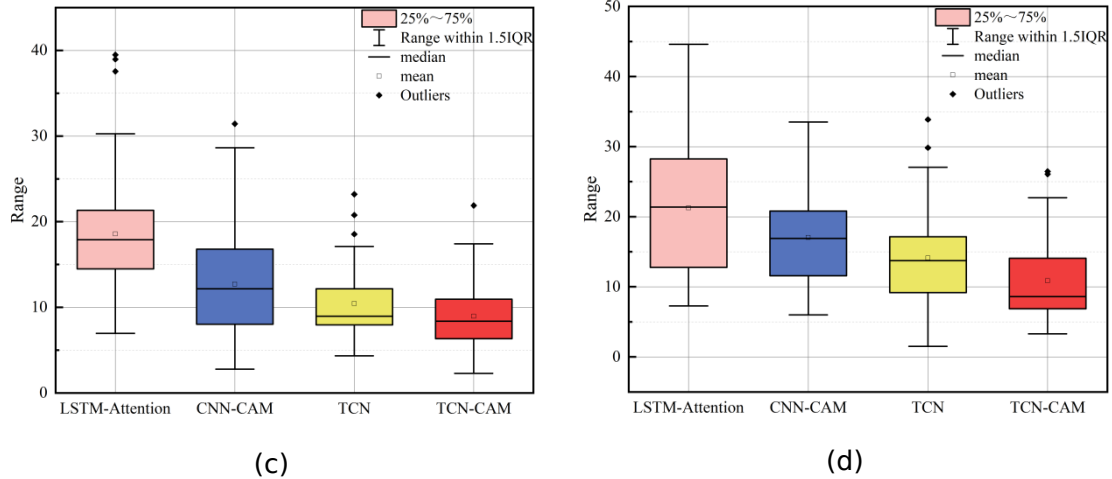 25%～75%
Range within 1.5IQR
median
mean
Outliers
40
30
20
10
0
Range
LSTM-Attention CNN-CAM TCN TCN-CAM
(c)
25%～75%
Range within 1.5IQR
median
mean
Outliers
50
40
30
20
10
0
Range
LSTM-Attention CNN-CAM TCN TCN-CAM
(d)